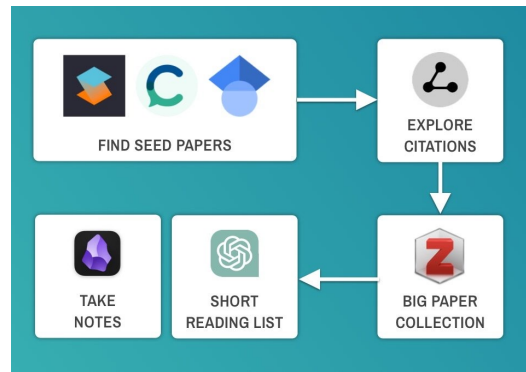 FIND SEED PAPERS
EXPLORE
CITATIONS
Z
BIG PAPER
COLLECTION
SHORT
READING LIST
TAKE
NOTES